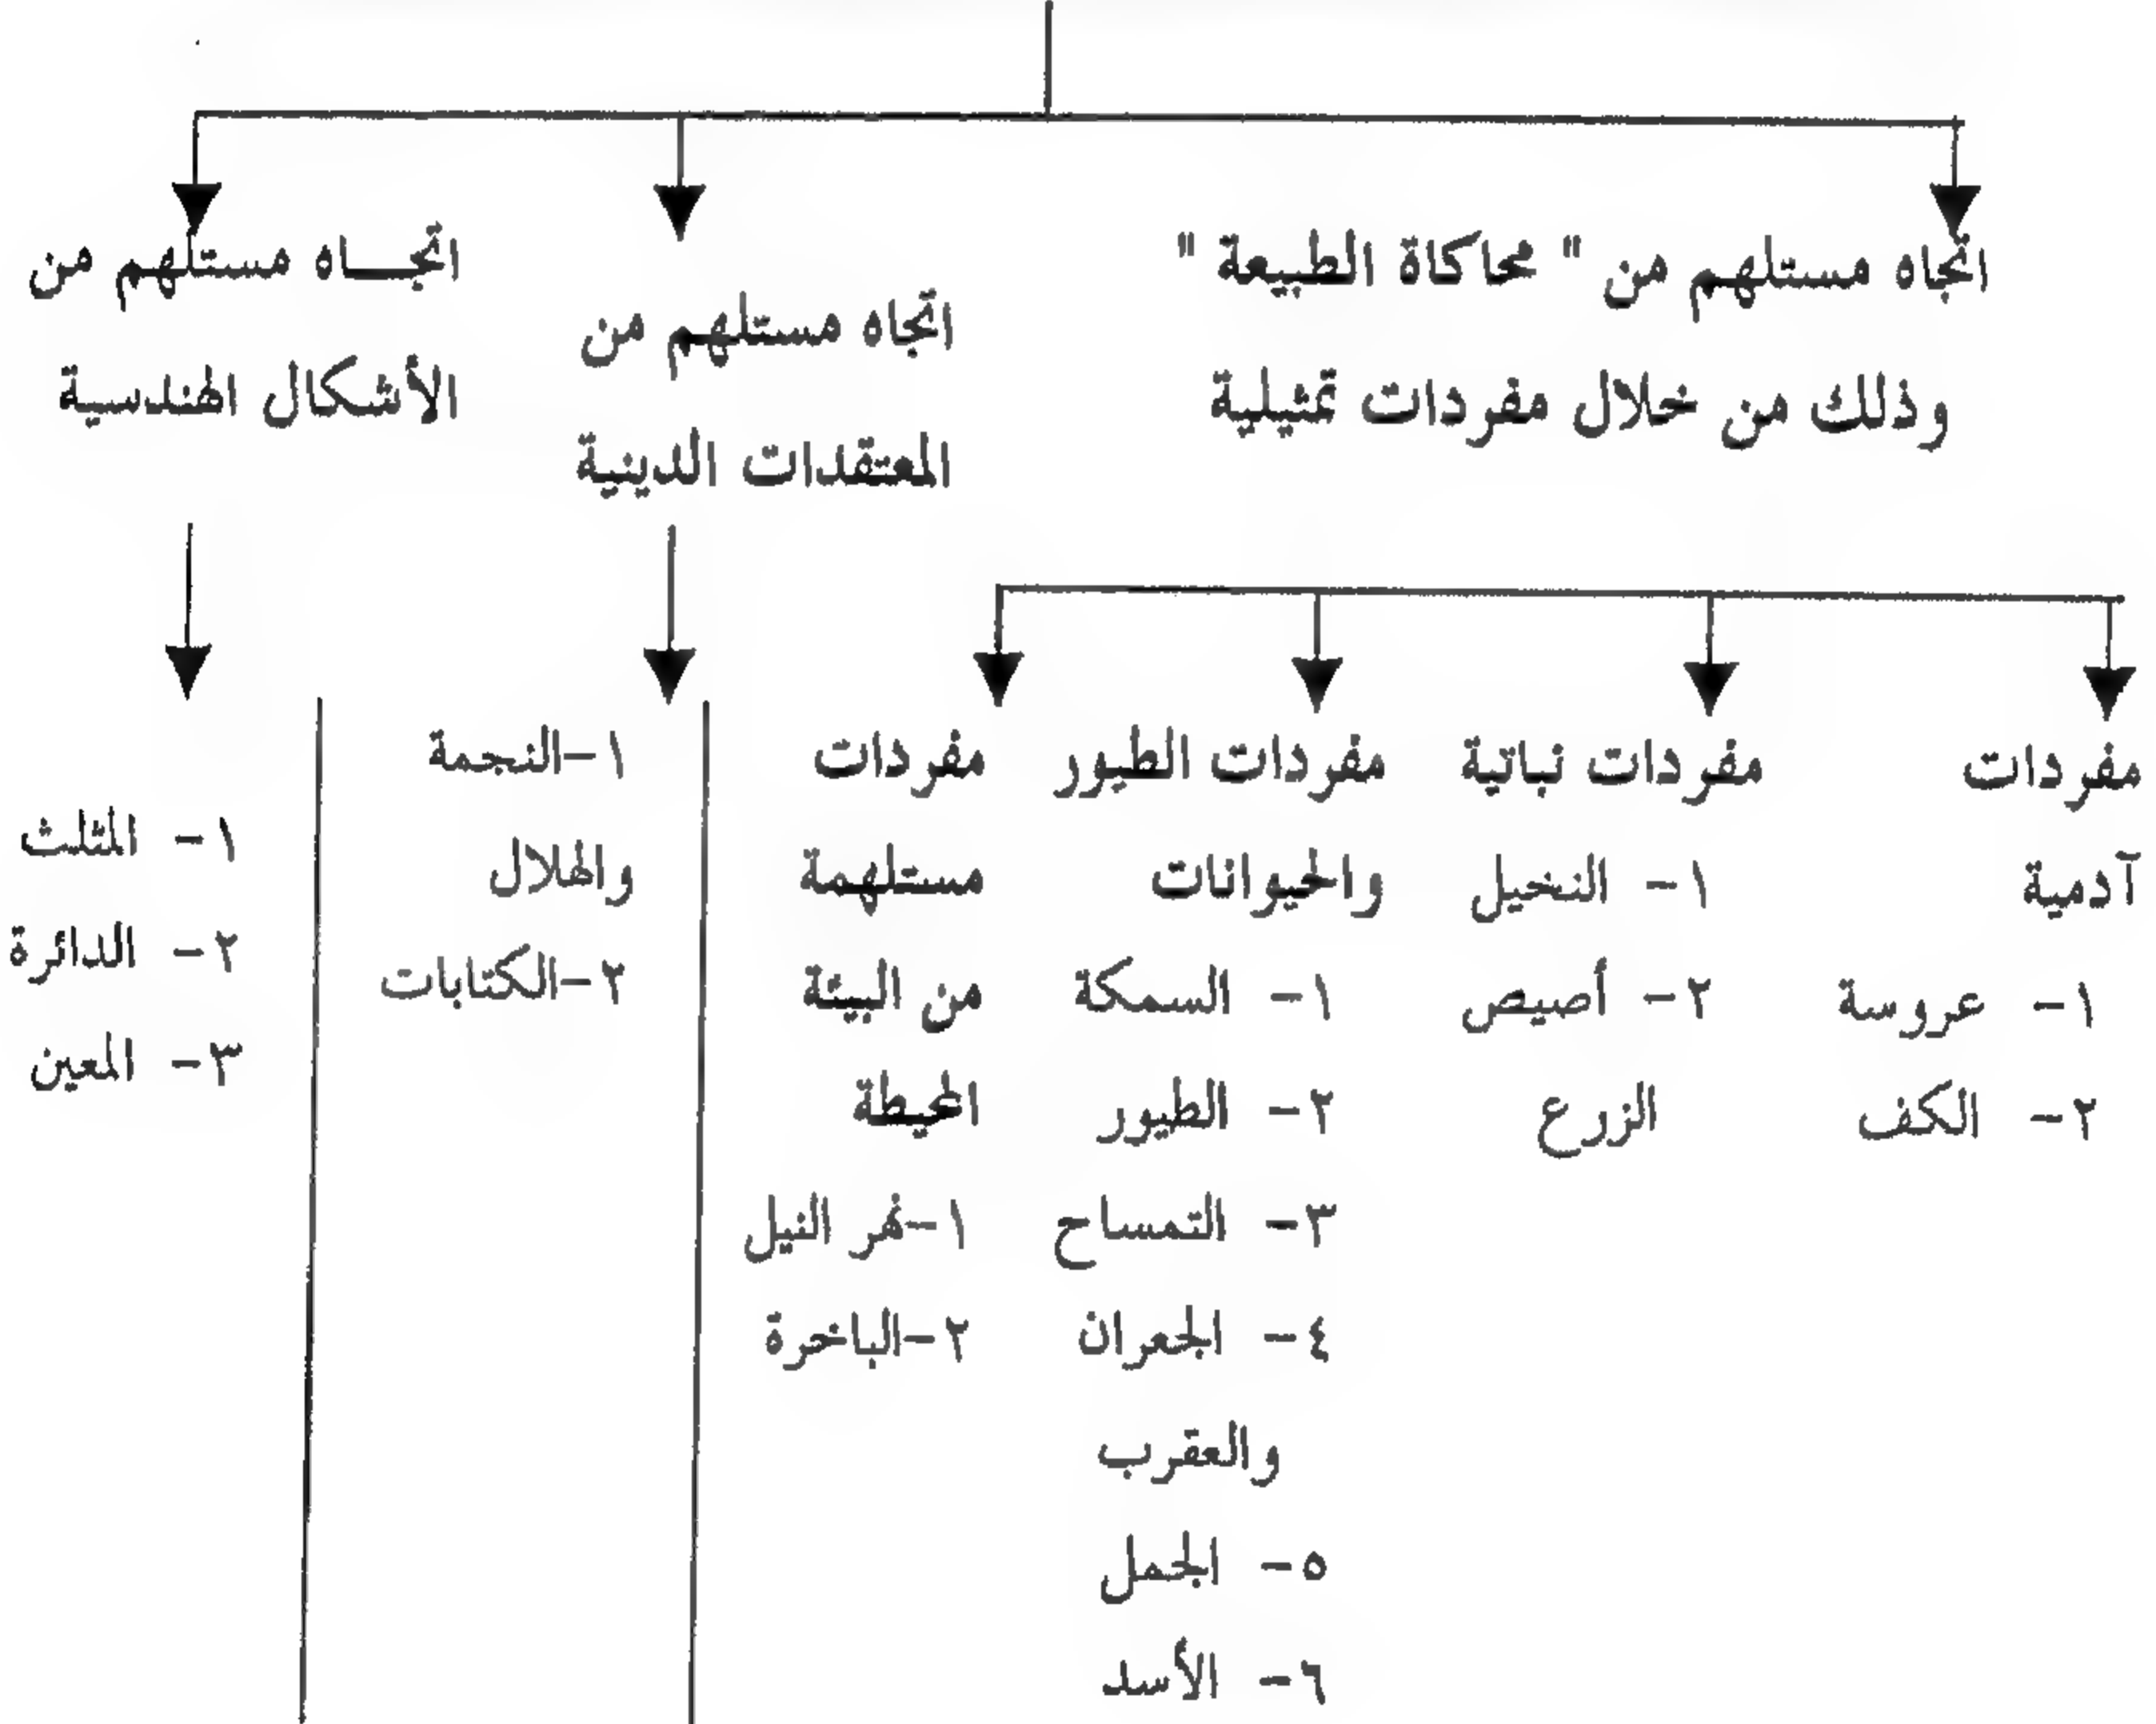 اتجاه مستلهم من " محاكاة الطبيعة "
وذلك من خلال مفردات تمثيلية
اتجاه مستلهم من
المعتقدات الدينية
اتجـــاه مستلهم من
الأشكال الهندسية
مفردات
آدمية
١- عروسة
٢- الكف
مفردات نباتية
١- النخيل
٢- أصيص
الزرع
مفردات الطيور
والحيوانات
١- السمكة
٢- الطيور
٣- التمساح
٤- الجعران
والعقرب
٥- الجمل
٦- الأسد
مفردات
مستلهمة
من البيئة
المحيطة
١-نهر النيل
٢-الباخرة
١-النجمة
والهلال
٢-الكتابات
١- المثلث
٢- الدائرة
٣- المعين